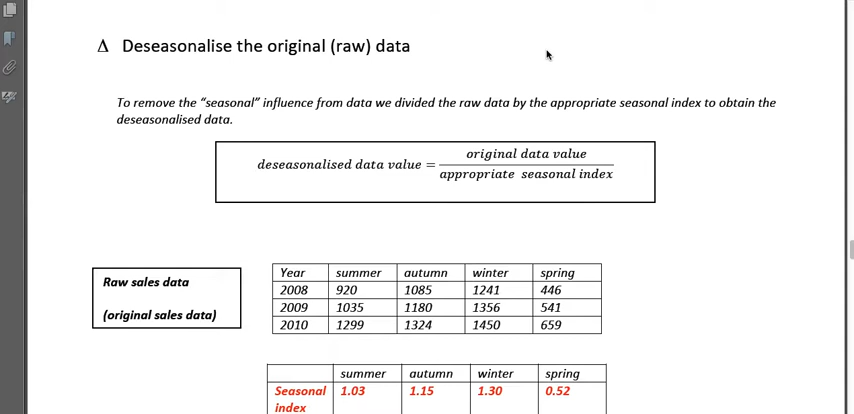 Δ Deseasonalise the original (raw) data
To remove the “seasonal” influence from data we divided the raw data by the appropriate seasonal index to obtain the
deseasonalised data.
deseasonalised data value = original data value / appropriate seasonal index
Raw sales data
(original sales data)
Year summer autumn winter spring
2008 920 1085 1241 446
2009 1035 1180 1356 541
2010 1299 1324 1450 659
summer autumn winter spring
Seasonal 1.03 1.15 1.30 0.52
index